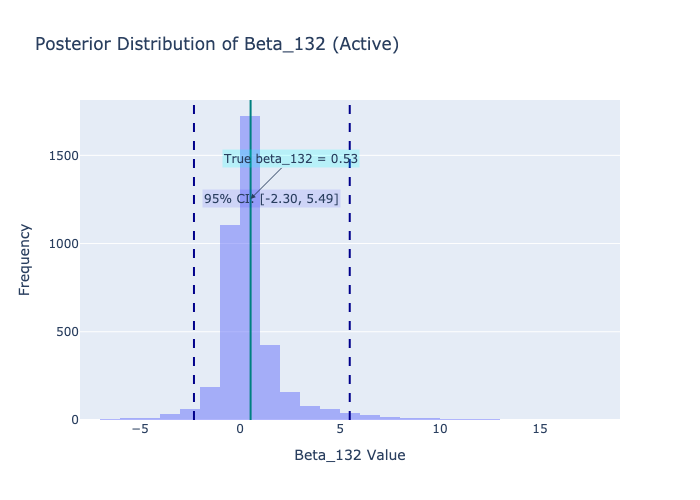 Posterior Distribution of Beta_132 (Active)
True beta_132 = 0.53
95% CI: [-2.30, 5.49]
Frequency
1500
1000
500
0
−5
0
5
10
15
Beta_132 Value